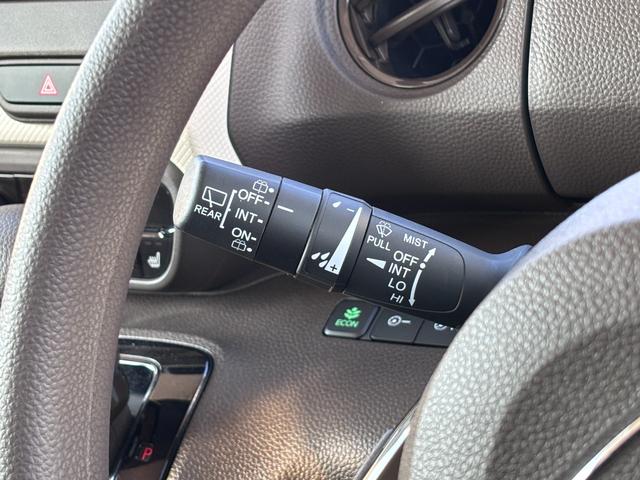 OFF-
REAR
INT-
ON-
- +
PULL
MIST
OFF
INT
LO
HI
ECON
P